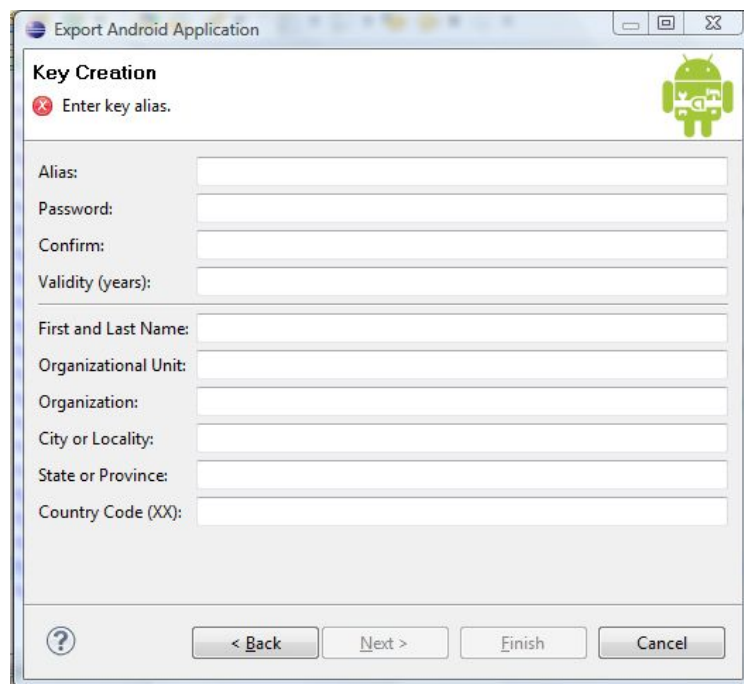 Export Android Application
Key Creation
Enter key alias.
Alias:
Password:
Confirm:
Validity (years):
First and Last Name:
Organizational Unit:
Organization:
City or Locality:
State or Province:
Country Code (XX):
< Back Next > Finish Cancel